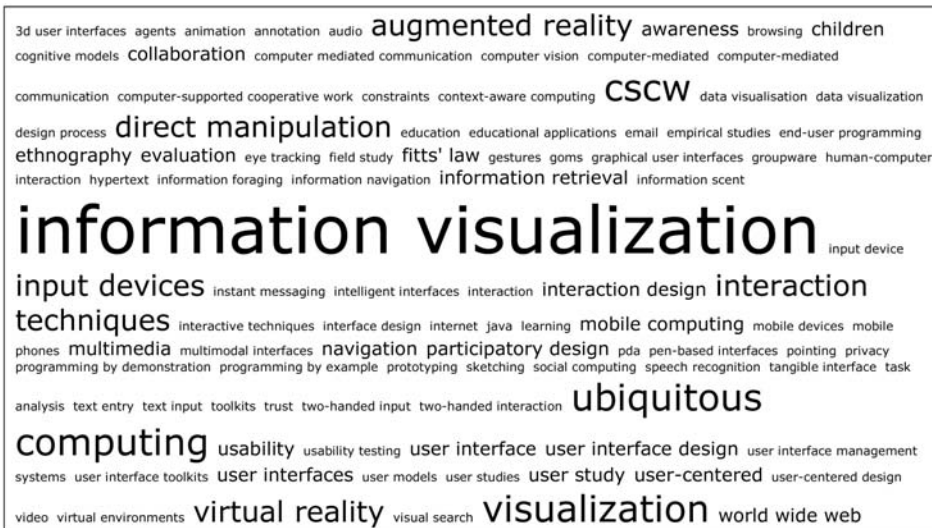 3d user interfaces agents animation annotation audio augmented reality awareness browsing children
cognitive models collaboration computer mediated communication computer vision computer-mediated computer-mediated
communication computer-supported cooperative work constraints context-aware computing cscw data visualisation data visualization
design process direct manipulation education educational applications email empirical studies end-user programming
ethnography evaluation eye tracking field study fitts' law gestures goms graphical user interfaces groupware human-computer
interaction hypertext information foraging information navigation information retrieval information scent
information visualization input device
input devices instant messaging intelligent interfaces interaction interaction design interaction
techniques interactive techniques interface design internet java learning mobile computing mobile devices mobile
phones multimedia multimodal interfaces navigation participatory design pda pen-based interfaces pointing privacy
programming by demonstration programming by example prototyping sketching social computing speech recognition tangible interface task
analysis text entry text input toolkits trust two-handed input two-handed interaction ubiquitous
computing usability usability testing user interface user interface design user interface management
systems user interface toolkits user interfaces user models user studies user study user-centered user-centered design
video virtual environments virtual reality visual search visualization world wide web